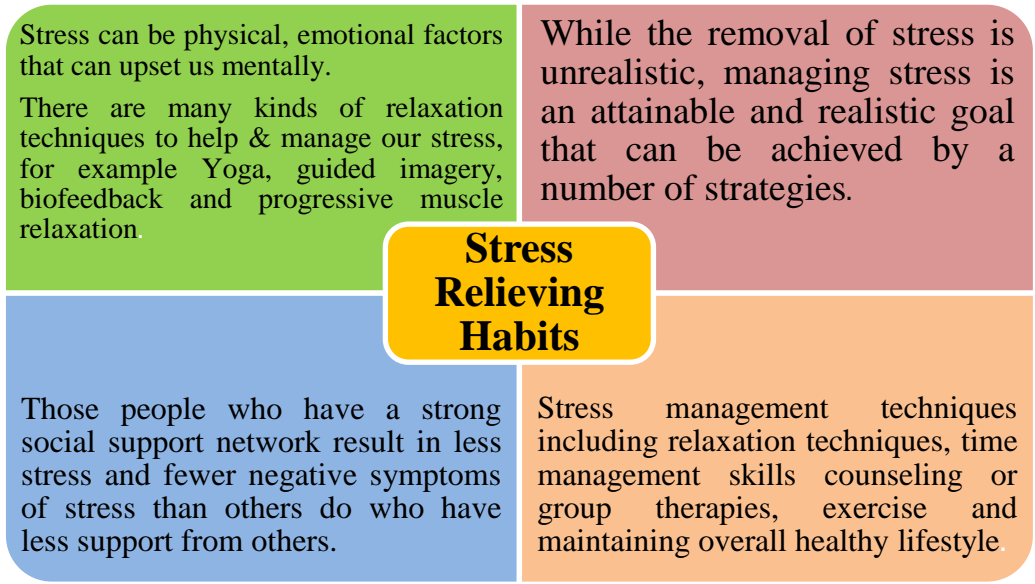 Stress can be physical, emotional factors
that can upset us mentally.
There are many kinds of relaxation
techniques to help & manage our stress,
for example Yoga, guided imagery,
biofeedback and progressive muscle
relaxation.
While the removal of stress is
unrealistic, managing stress is
an attainable and realistic goal
that can be achieved by a
number of strategies.
Stress
Relieving
Habits
Those people who have a strong
social support network result in less
stress and fewer negative symptoms
of stress than others do who have
less support from others.
Stress management techniques
including relaxation techniques, time
management skills counseling or
group therapies, exercise and
maintaining overall healthy lifestyle.